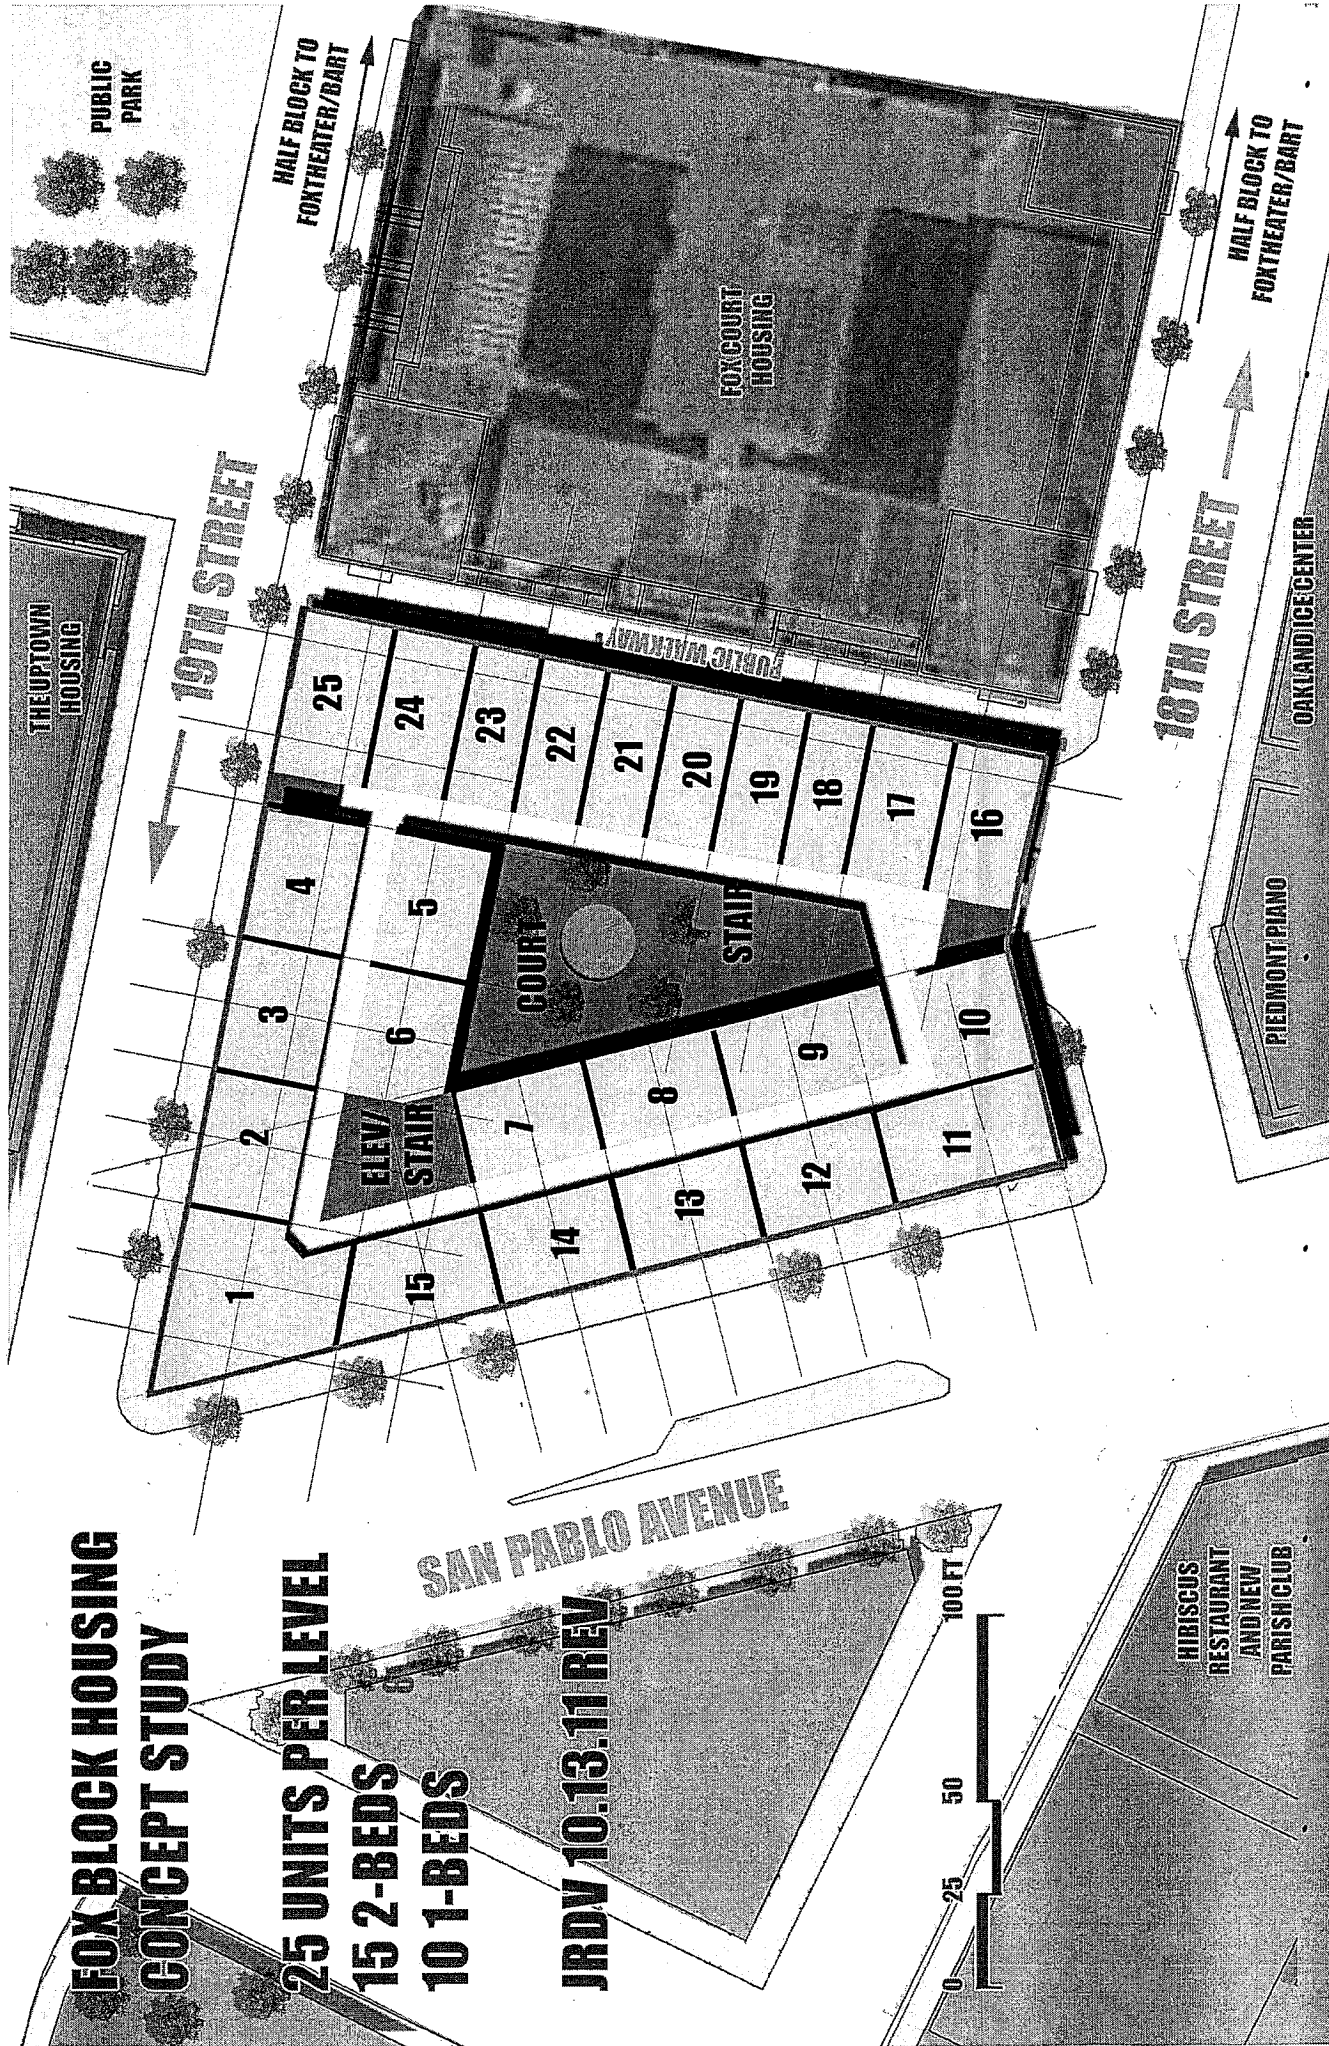 FOX BLOCK HOUSING
CONCEPT STUDY
25 UNITS PER LEVEL
15 2-BEDS
10 1-BEDS
JRDV 10.13.11 REV
0
25
50
100 FT
SAN PABLO AVENUE
HIBISCUS
RESTAURANT
AND NEW
PARISH CLUB
THE UPTOWN
HOUSING
19TH STREET
PUBLIC
PARK
HALF BLOCK TO
FOXTHEATER/BART
1
2
3
4
5
6
7
8
9
10
11
12
13
14
15
16
17
18
19
20
21
22
23
24
25
ELEV/
STAIR
COURT
STAIR
PUBLIC WALKWAY
FOX COURT
HOUSING
18TH STREET
HALF BLOCK TO
FOXTHEATER/BART
PIEDMONT PIANO
OAKLAND ICE CENTER